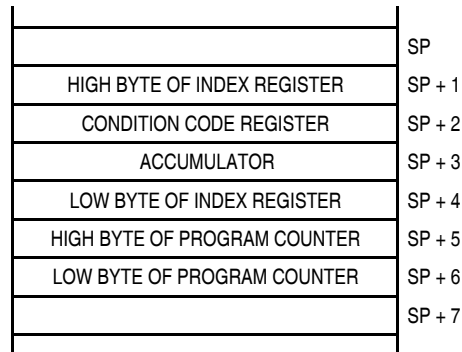 SP
HIGH BYTE OF INDEX REGISTER SP + 1
CONDITION CODE REGISTER SP + 2
ACCUMULATOR SP + 3
LOW BYTE OF INDEX REGISTER SP + 4
HIGH BYTE OF PROGRAM COUNTER SP + 5
LOW BYTE OF PROGRAM COUNTER SP + 6
SP + 7